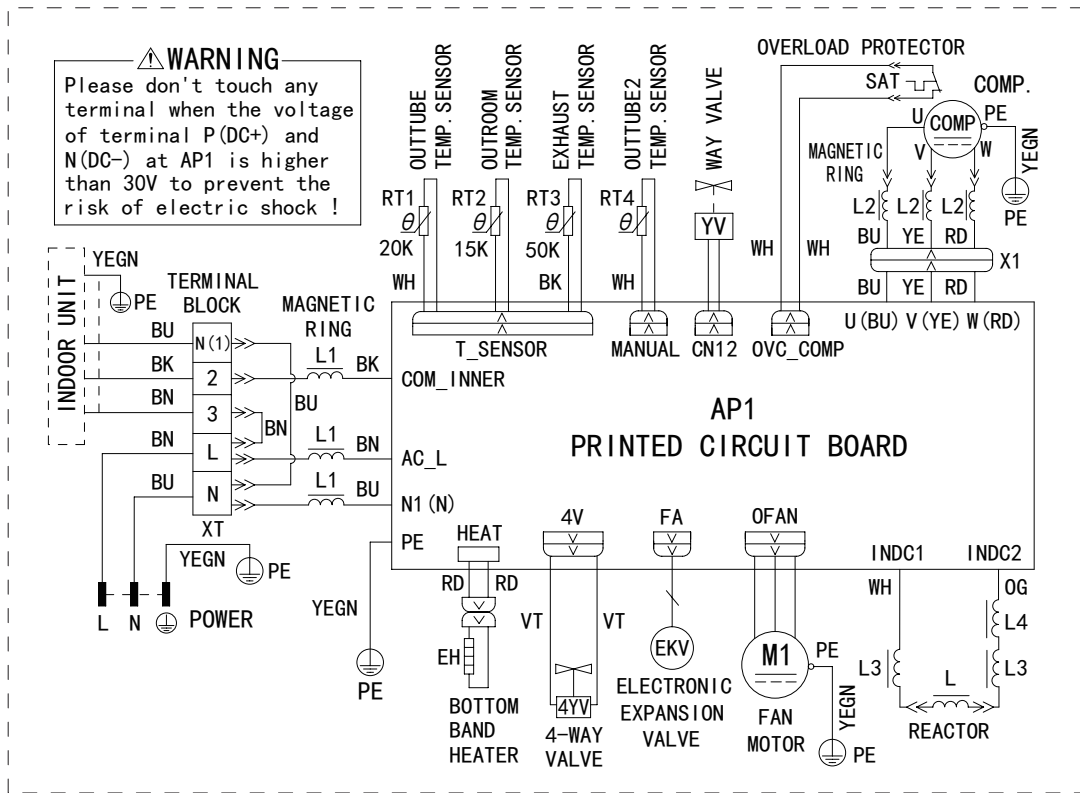 WARNING
Please don't touch any
terminal when the voltage
of terminal P(DC+) and
N(DC-) at AP1 is higher
than 30V to prevent the
risk of electric shock !
OUTTUBE
TEMP.SENSOR
OUTROOM
TEMP.SENSOR
EXHAUST
TEMP.SENSOR
OUTTUBE2
TEMP.SENSOR
WAY VALVE
OVERLOAD PROTECTOR
SAT
COMP.
U
COMP
PE
V
W
YEGN
PE
MAGNETIC
RING
L2
L2
L2
RT1
RT2
RT3
RT4
θ
θ
θ
θ
20K
15K
50K
YV
WH
BK
WH
WH
WH
BU
YE
RD
X1
BU
YE
RD
U(BU) V(YE) W(RD)
T_SENSOR
MANUAL
CN12
OVC_COMP
INDOOR UNIT
YEGN
PE
TERMINAL
BLOCK
MAGNETIC
RING
BU
N(1)
BK
2
L1
BK
COM_INNER
BN
3
BU
BN
BN
L
L1
BN
AC_L
BU
N
L1
BU
N1(N)
XT
YEGN
PE
PE
L
N
POWER
YEGN
PE
AP1
PRINTED CIRCUIT BOARD
HEAT
4V
FA
OFAN
INDC1
INDC2
RD
RD
EH
BOTTOM
BAND
HEATER
VT
VT
4YV
4-WAY
VALVE
EKV
ELECTRONIC
EXPANSION
VALVE
M1
PE
YEGN
PE
FAN
MOTOR
WH
OG
L4
L3
L3
L
REACTOR